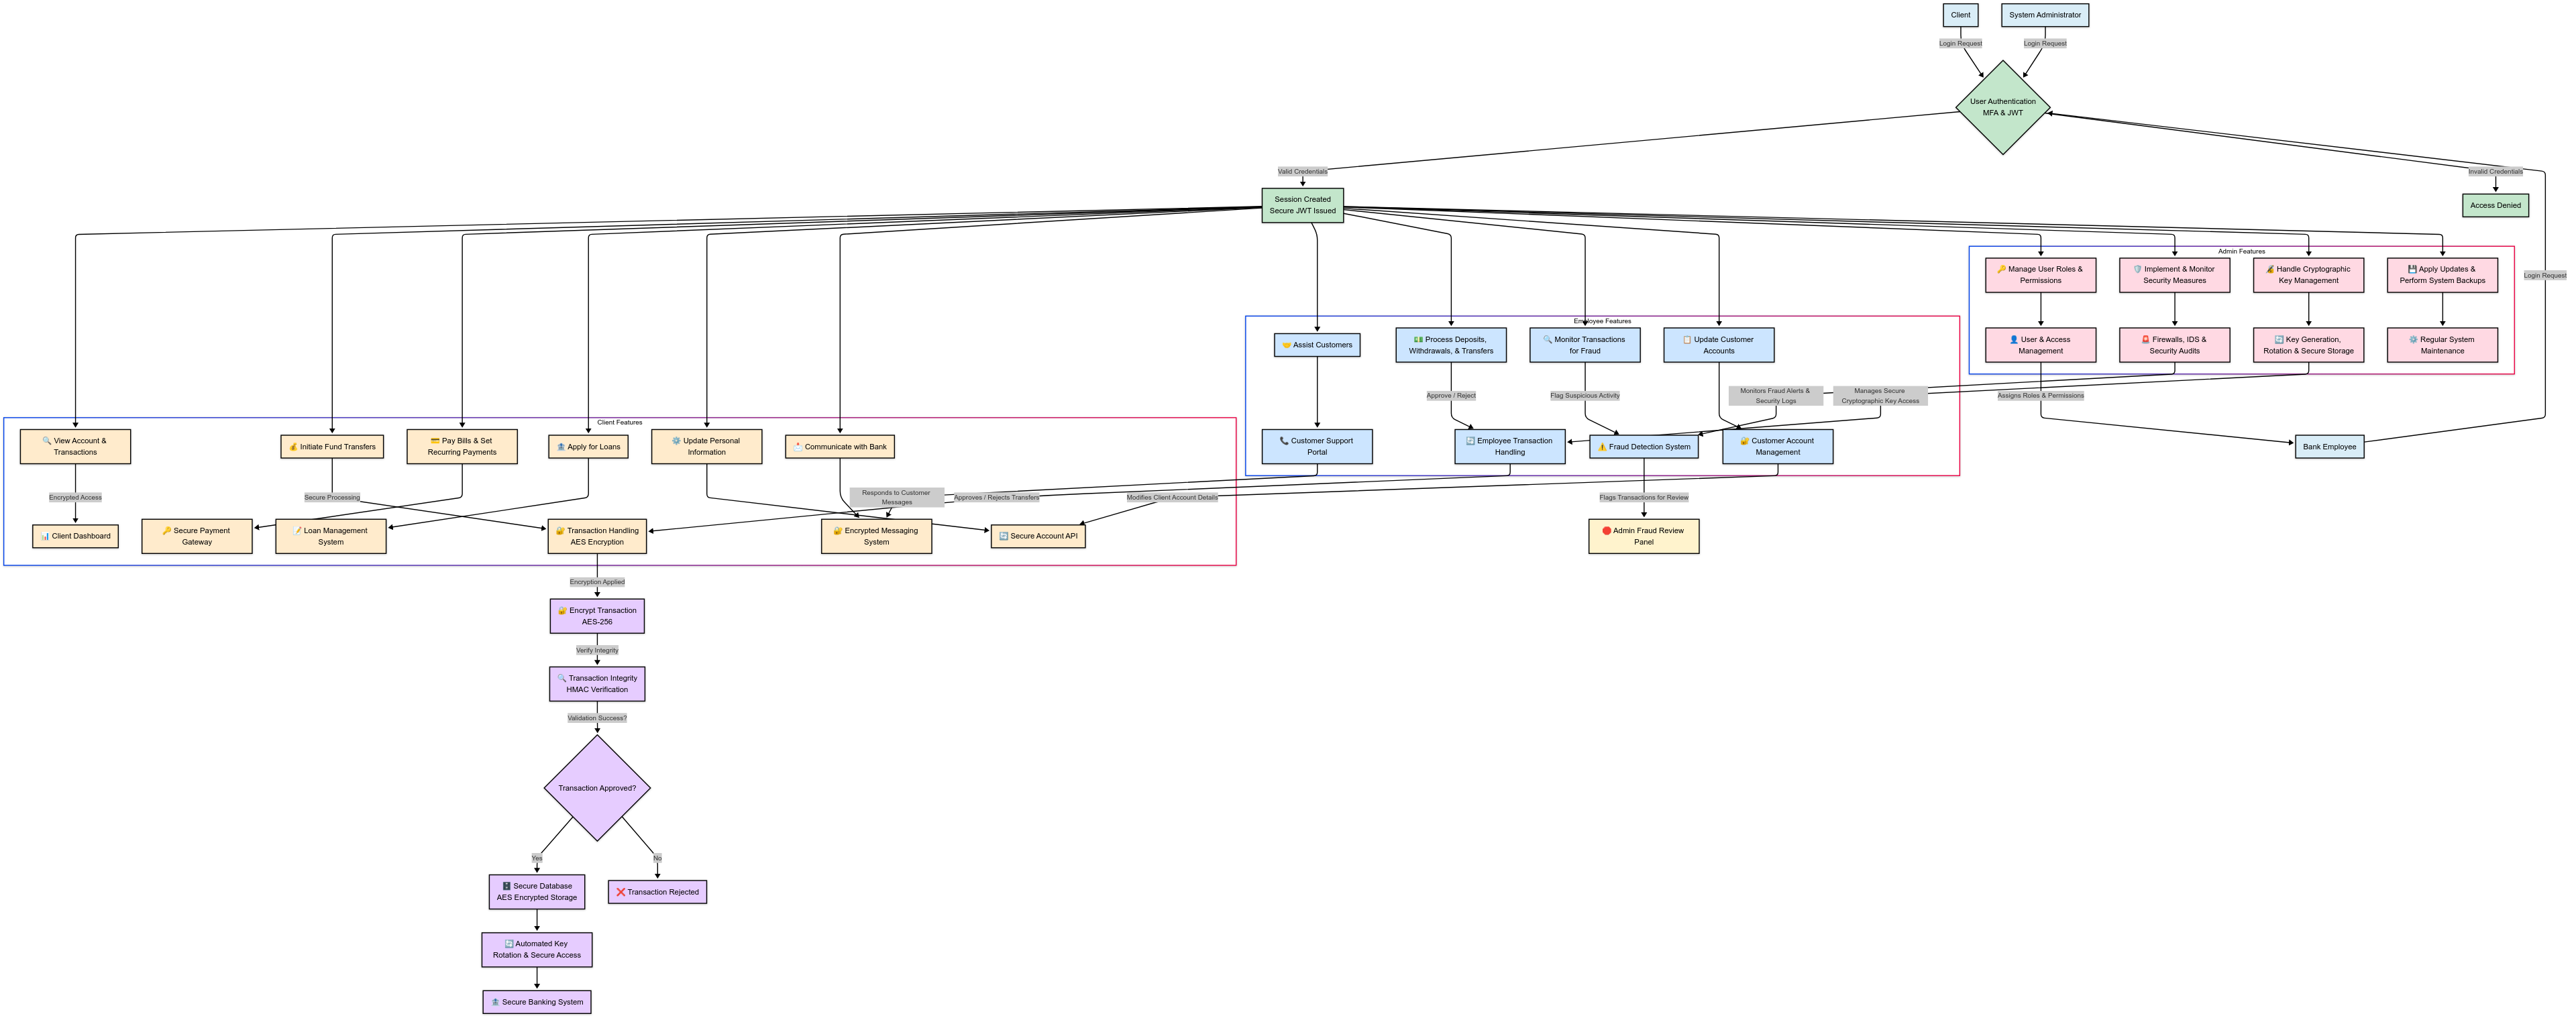 Client
System Administrator
Login Request
Login Request
User Authentication
MFA & JWT
Valid Credentials
Invalid Credentials
Session Created
Secure JWT Issued
Access Denied
Admin Features
🔑 Manage User Roles &
Permissions
🛡️ Implement & Monitor
Security Measures
🔏 Handle Cryptographic
Key Management
💾 Apply Updates &
Perform System Backups
Login Request
Employee Features
🤝 Assist Customers
💵 Process Deposits,
Withdrawals, & Transfers
🔍 Monitor Transactions
for Fraud
📋 Update Customer
Accounts
👤 User & Access
Management
🚨 Firewalls, IDS &
Security Audits
🔄 Key Generation,
Rotation & Secure Storage
⚙️ Regular System
Maintenance
Approve / Reject
Flag Suspicious Activity
Monitors Fraud Alerts &
Security Logs
Manages Secure
Cryptographic Key Access
Assigns Roles & Permissions
Client Features
🔍 View Account &
Transactions
💰 Initiate Fund Transfers
💳 Pay Bills & Set
Recurring Payments
🏦 Apply for Loans
⚙️ Update Personal
Information
📩 Communicate with Bank
📞 Customer Support
Portal
🔄 Employee Transaction
Handling
⚠️ Fraud Detection System
🔐 Customer Account
Management
Bank Employee
Encrypted Access
Secure Processing
Responds to Customer
Messages
Approves / Rejects Transfers
Modifies Client Account Details
Flags Transactions for Review
📊 Client Dashboard
🔑 Secure Payment
Gateway
📝 Loan Management
System
🔐 Transaction Handling
AES Encryption
🔐 Encrypted Messaging
System
🔄 Secure Account API
🛑 Admin Fraud Review
Panel
Encryption Applied
🔐 Encrypt Transaction
AES-256
Verify Integrity
🔍 Transaction Integrity
HMAC Verification
Validation Success?
Transaction Approved?
Yes
No
🗄️ Secure Database
AES Encrypted Storage
❌ Transaction Rejected
🔄 Automated Key
Rotation & Secure Access
🏦 Secure Banking System